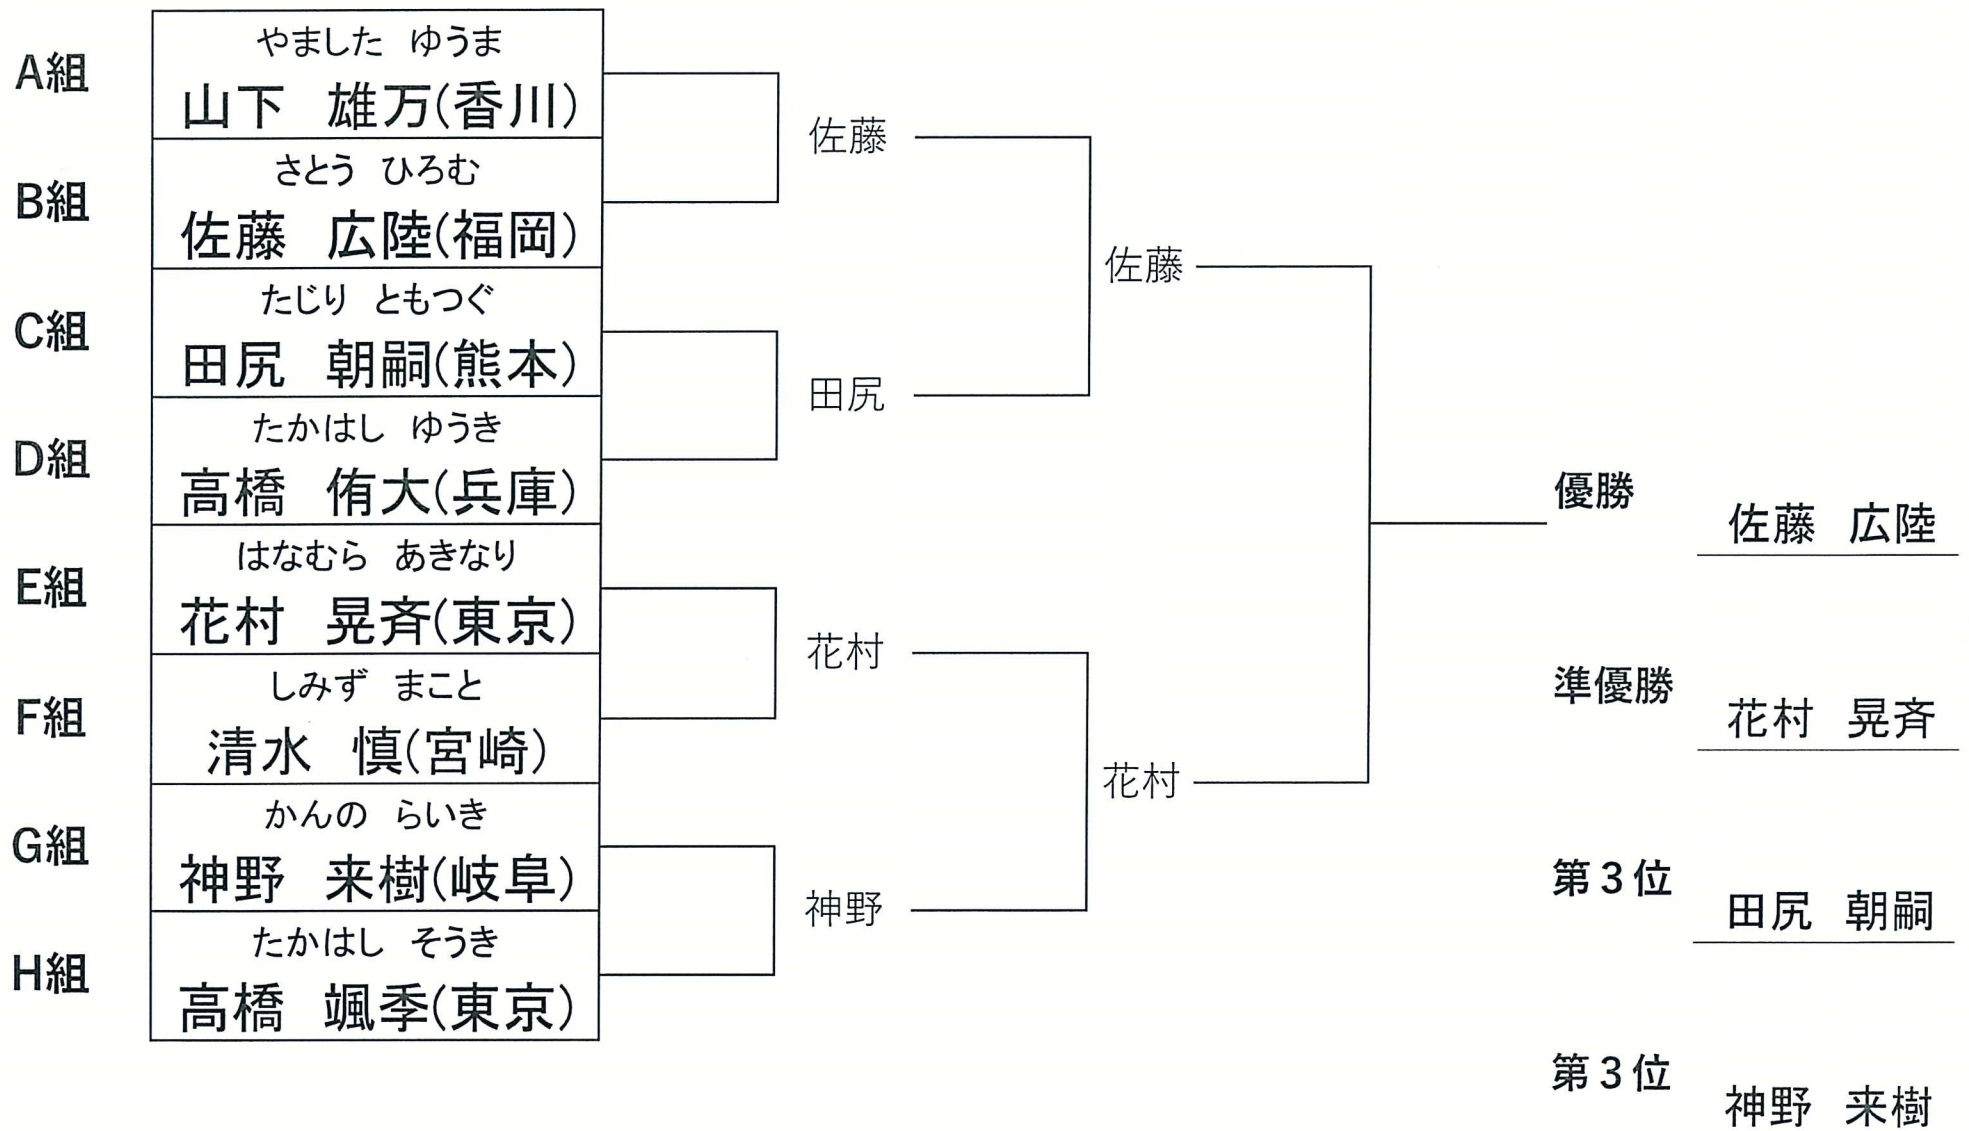 A組
やました ゆうま
山下 雄万(香川)
B組
さとう ひろむ
佐藤 広陸(福岡)
C組
たじり ともつぐ
田尻 朝嗣(熊本)
D組
たかはし ゆうき
高橋 侑大(兵庫)
E組
はなむら あきなり
花村 晃斉(東京)
F組
しみず まこと
清水 慎(宮崎)
G組
かんの らいき
神野 来樹(岐阜)
H組
たかはし そうき
高橋 颯季(東京)
佐藤
田尻
花村
神野
佐藤
花村
優勝
佐藤 広陸
準優勝
花村 晃斉
第3位
田尻 朝嗣
第3位
神野 来樹